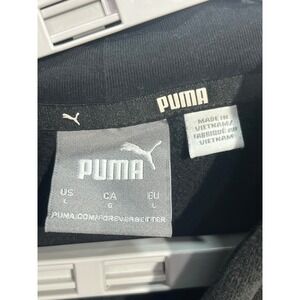 PUMA
MADE IN
VIETNAM/
FABRIQUÉ AU
VIETNAM
PUMA
US CA EU
L G L
PUMA.COM/FOREVERBETTER